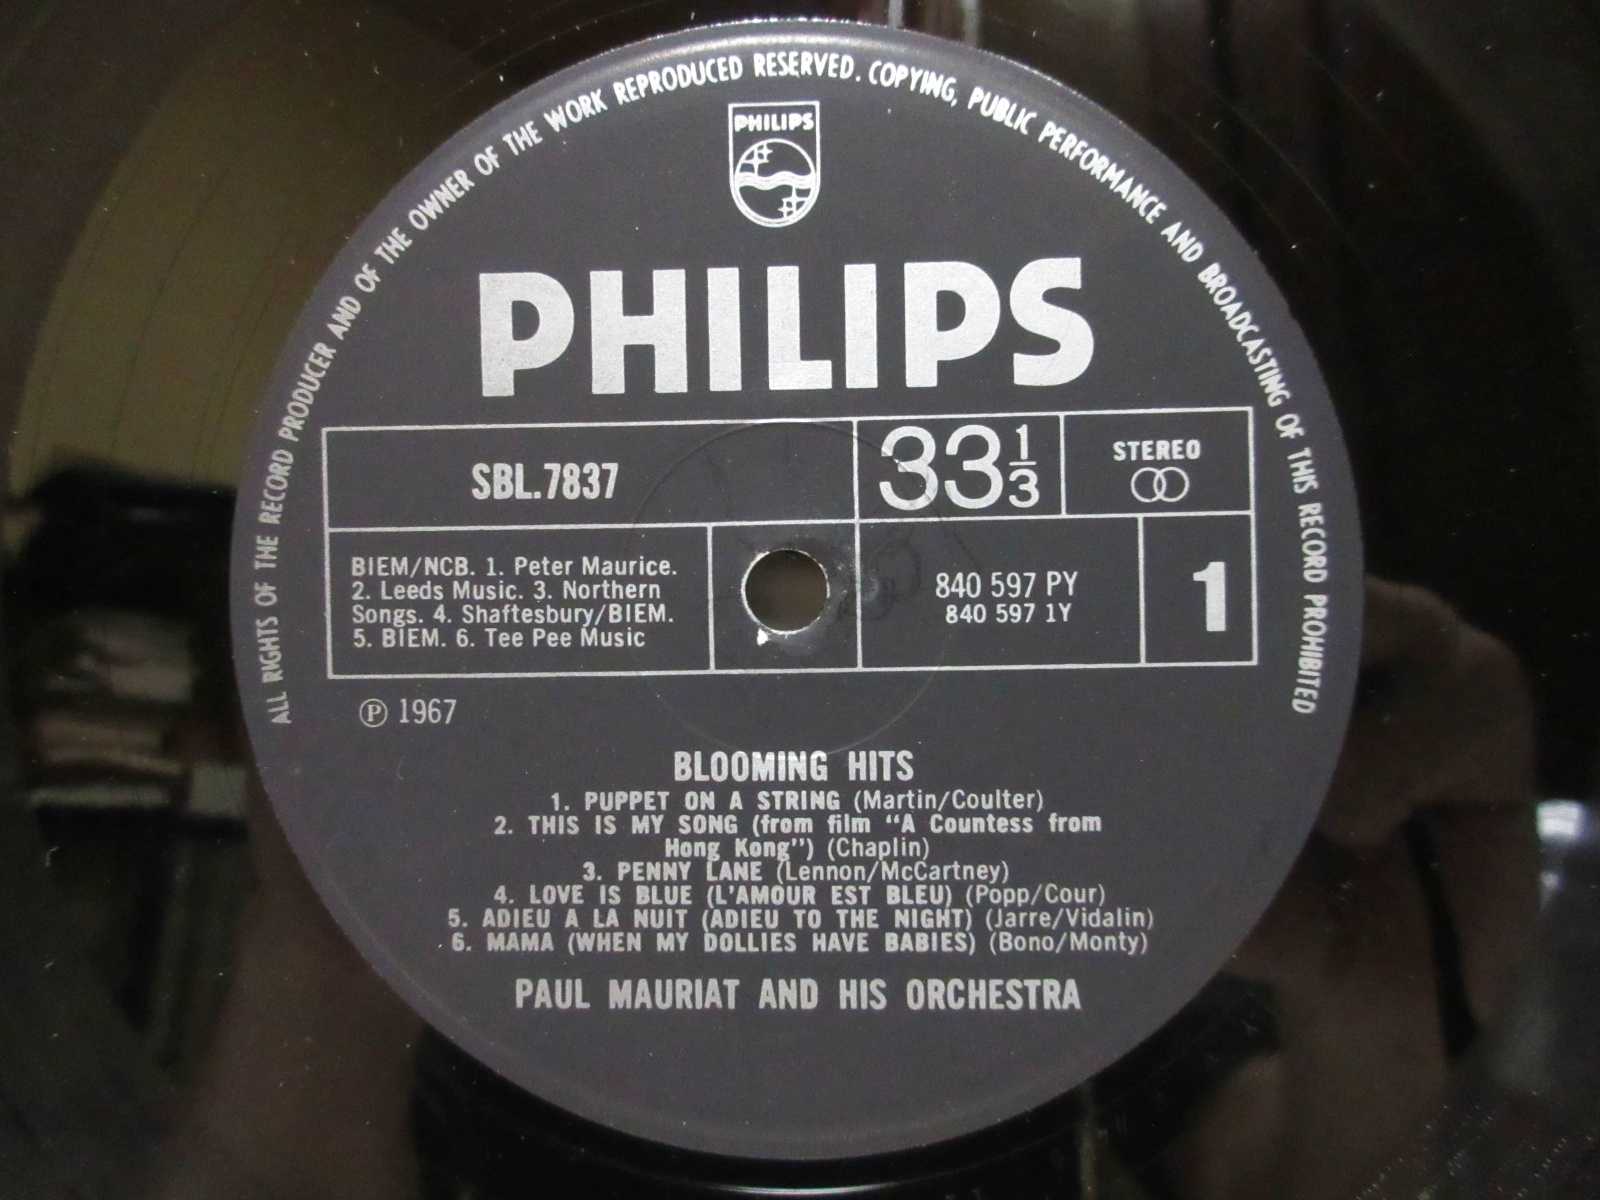 ALL RIGHTS OF THE RECORD PRODUCER AND OF THE OWNER OF THE WORK REPRODUCED RESERVED. COPYING, PUBLIC PERFORMANCE AND BROADCASTING OF THIS RECORD PROHIBITED
PHILIPS
PHILIPS
SBL.7837
33 1/3
STEREO
BIEM/NCB. 1. Peter Maurice.
2. Leeds Music. 3. Northern
Songs. 4. Shaftesbury/BIEM.
5. BIEM. 6. Tee Pee Music
840 597 PY
840 597 1Y
1
Ⓟ 1967
BLOOMING HITS
1. PUPPET ON A STRING (Martin/Coulter)
2. THIS IS MY SONG (from film "A Countess from
Hong Kong") (Chaplin)
3. PENNY LANE (Lennon/McCartney)
4. LOVE IS BLUE (L'AMOUR EST BLEU) (Popp/Cour)
5. ADIEU A LA NUIT (ADIEU TO THE NIGHT) (Jarre/Vidalin)
6. MAMA (WHEN MY DOLLIES HAVE BABIES) (Bono/Monty)
PAUL MAURIAT AND HIS ORCHESTRA